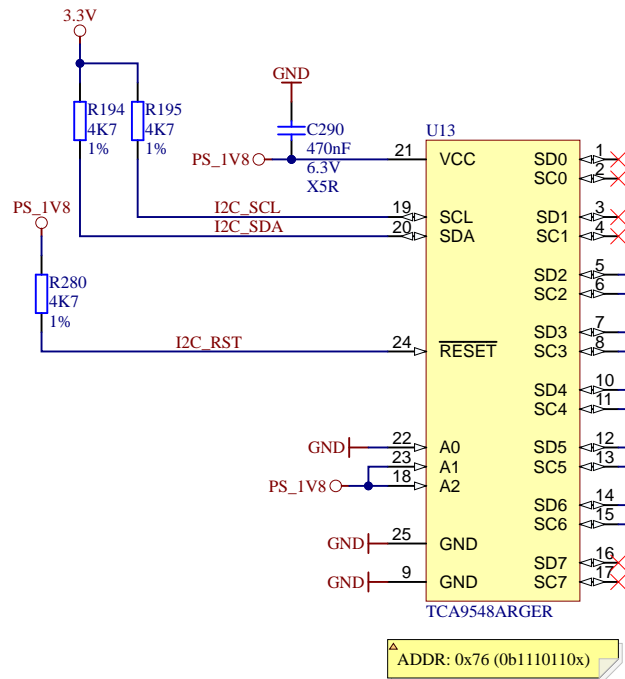 3.3V
R194
4K7
1%
R195
4K7
1%
GND
C290
470nF
6.3V
X5R
PS_1V8
PS_1V8
R280
4K7
1%
I2C_SCL
I2C_SDA
I2C_RST
GND
PS_1V8
GND
GND
U13
21 VCC SD0 1
SC0 2
19 SCL SD1 3
20 SDA SC1 4
SD2 5
SC2 6
SD3 7
24 RESET SC3 8
SD4 10
SC4 11
22 A0 SD5 12
23 A1 SC5 13
18 A2
SD6 14
SC6 15
25 GND
SD7 16
9 GND SC7 17
TCA9548ARGER
ADDR: 0x76 (0b1110110x)